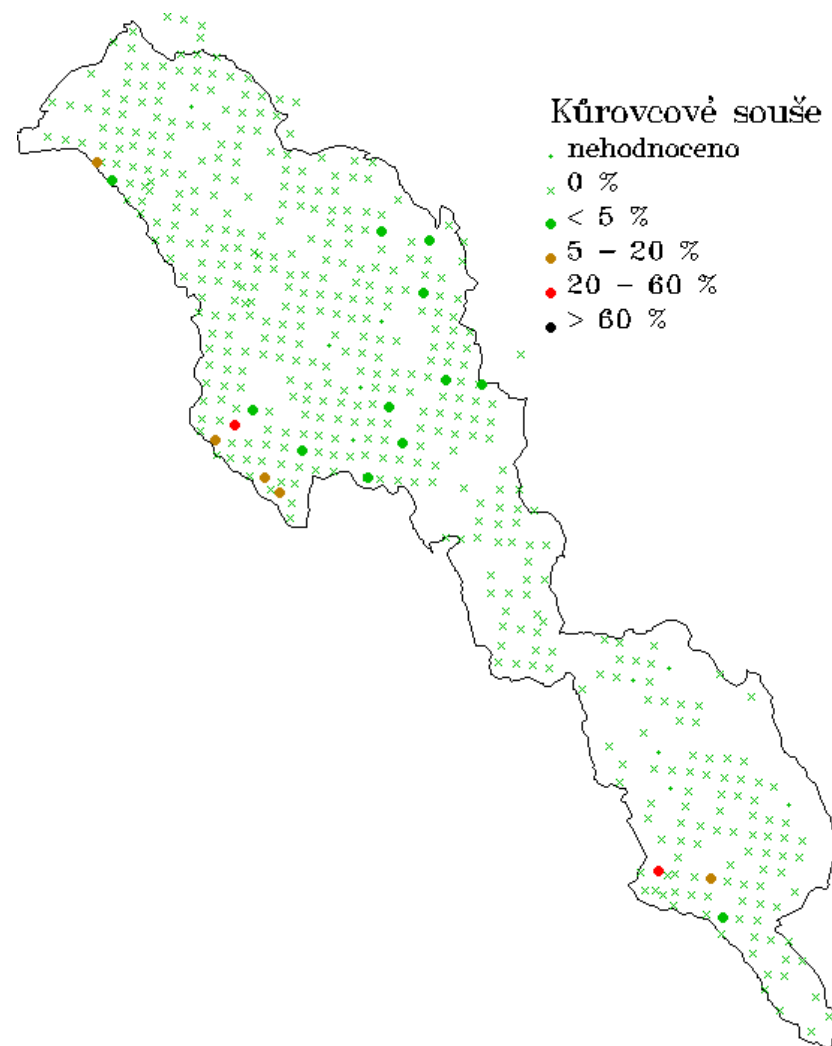 Kůrovcové souše
nehodnoceno
0 %
< 5 %
5 – 20 %
20 – 60 %
> 60 %